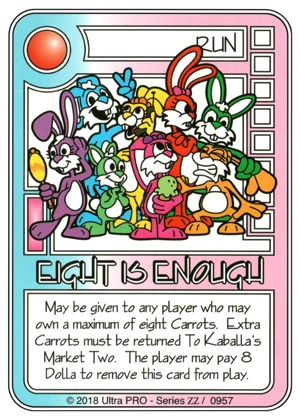 RUN
EIGHT IS ENOUGH
May be given to any player who may
own a maximum of eight Carrots. Extra
Carrots must be returned To Kaballa's
Market Two. The player may pay 8
Dolla to remove this card from play.
© 2018 Ultra PRO - Series ZZ / 0957